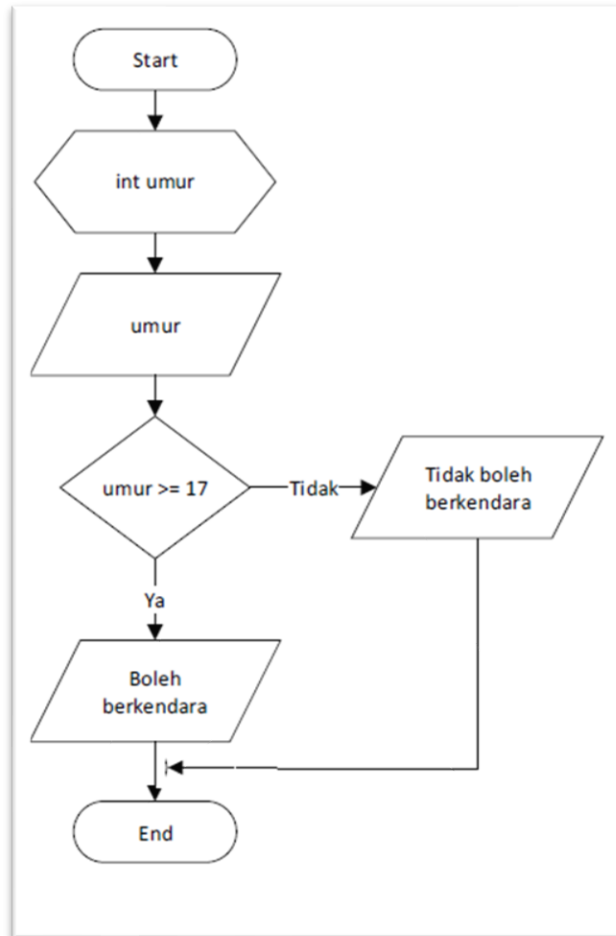 Start
int umur
umur
umur >= 17
Tidak
Tidak boleh
berkendara
Ya
Boleh
berkendara
End